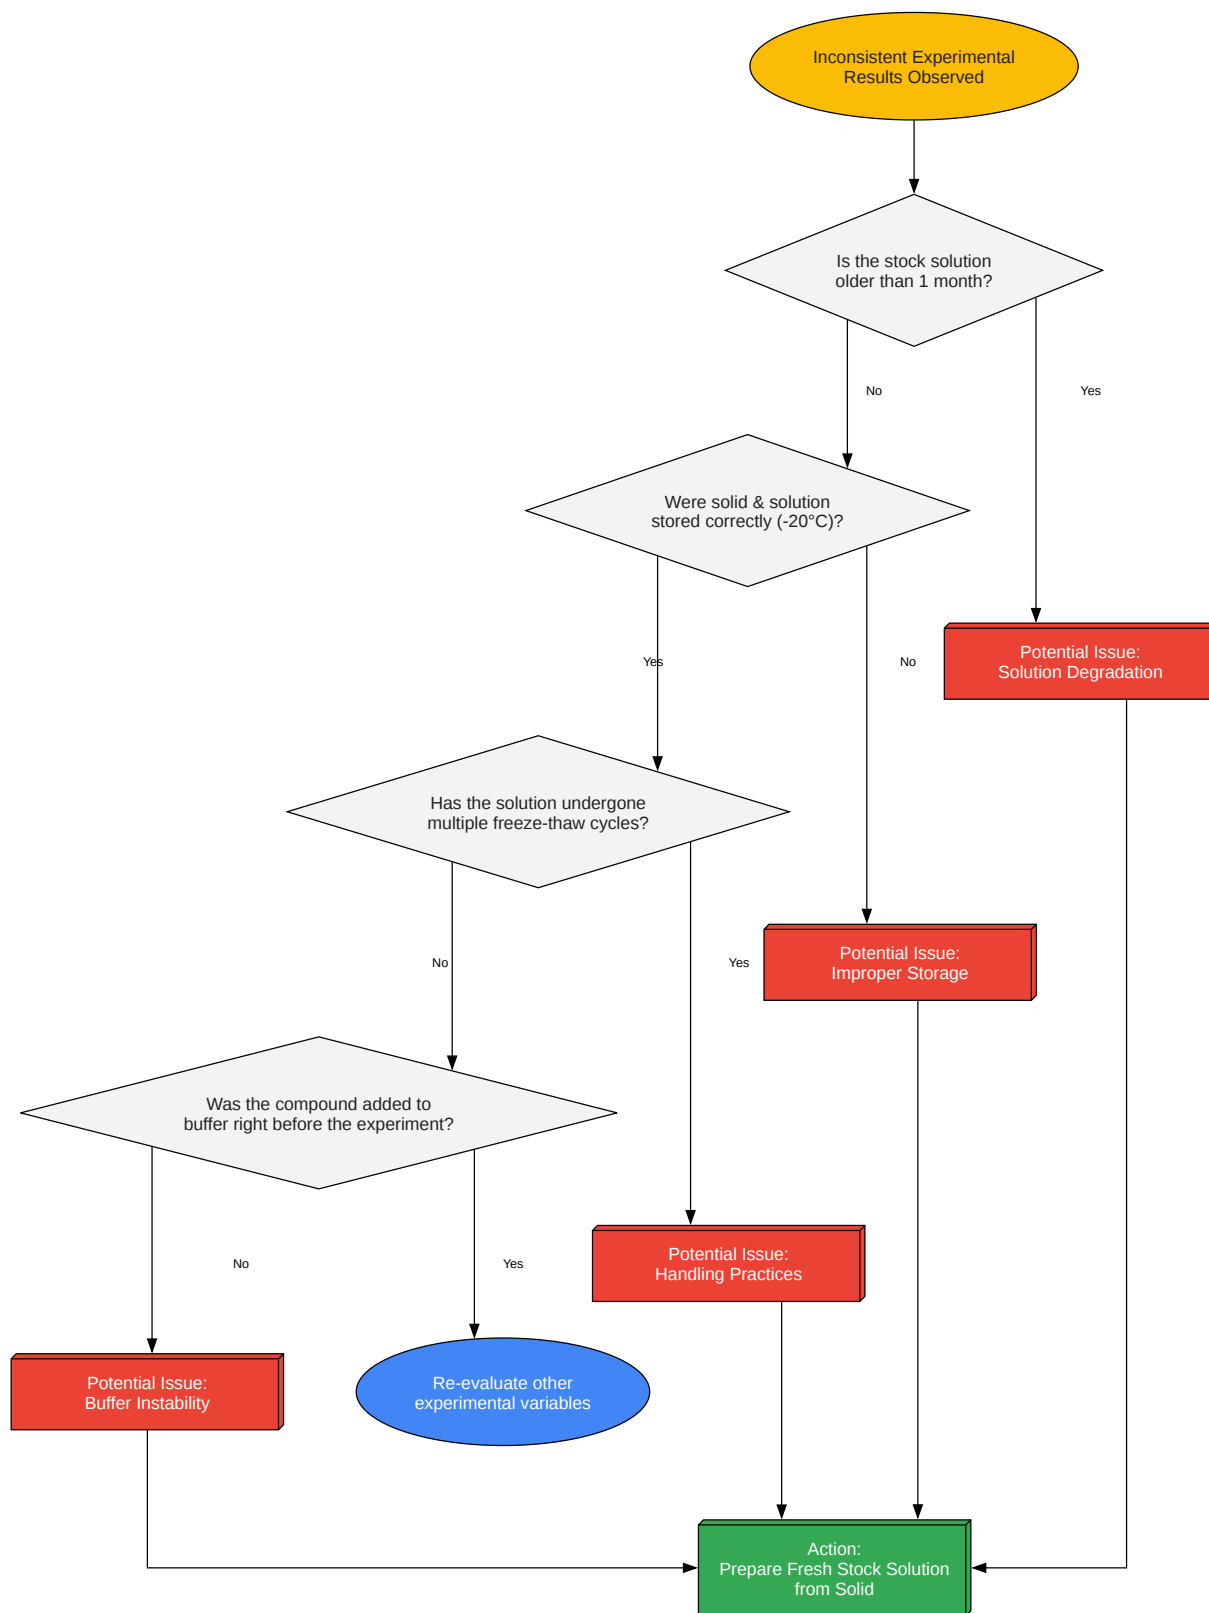 Inconsistent Experimental
Results Observed
Is the stock solution
older than 1 month?
No
Yes
Were solid & solution
stored correctly (-20°C)?
Yes
No
Potential Issue:
Solution Degradation
Has the solution undergone
multiple freeze-thaw cycles?
No
Yes
Potential Issue:
Improper Storage
Was the compound added to
buffer right before the experiment?
No
Yes
Potential Issue:
Handling Practices
Potential Issue:
Buffer Instability
Re-evaluate other
experimental variables
Action:
Prepare Fresh Stock Solution
from Solid